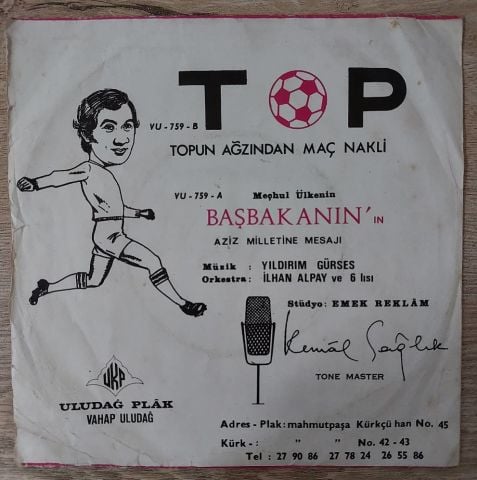 TOP
VU - 759 - B
TOPUN AĞZINDAN MAÇ NAKLİ
VU - 759 - A Meçhul Ülkenin
BAŞBAKANIN'IN
AZİZ MİLLETİNE MESAJI
Müzik : YILDIRIM GÜRSES
Orkestra: İLHAN ALPAY ve 6 lısı
Stüdyo: EMEK REKLÂM
Kemâl Sağlık
TONE MASTER
UKP
ULUDAĞ PLÂK
VAHAP ULUDAĞ
Adres - Plak: mahmutpaşa Kürkçü han No. 45
Kürk -: " " No. 42 - 43
Tel : 27 90 86 27 78 24 26 55 86